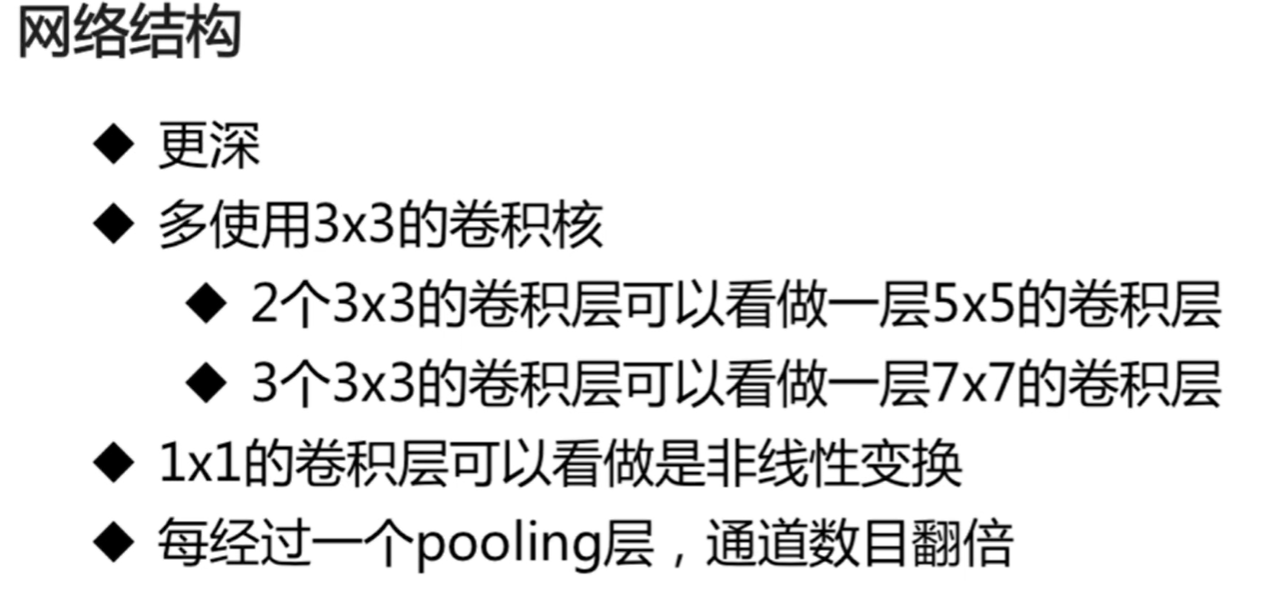 网络结构
◆ 更深
◆ 多使用3x3的卷积核
◆ 2个3x3的卷积层可以看做一层5x5的卷积层
◆ 3个3x3的卷积层可以看做一层7x7的卷积层
◆ 1x1的卷积层可以看做是非线性变换
◆ 每经过一个pooling层，通道数目翻倍